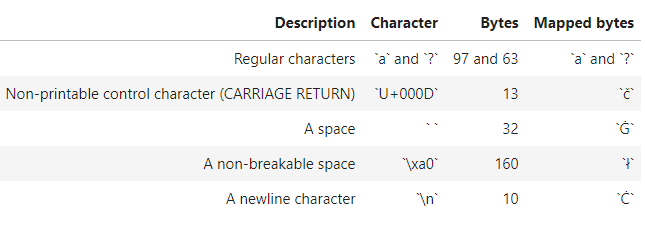 Description Character Bytes Mapped bytes
Regular characters `a` and `?` 97 and 63 `a` and `?`
Non-printable control character (CARRIAGE RETURN) `U+000D` 13 `č`
A space ` ` 32 `Ġ`
A non-breakable space `\xa0` 160 `ł`
A newline character `\n` 10 `Ċ`